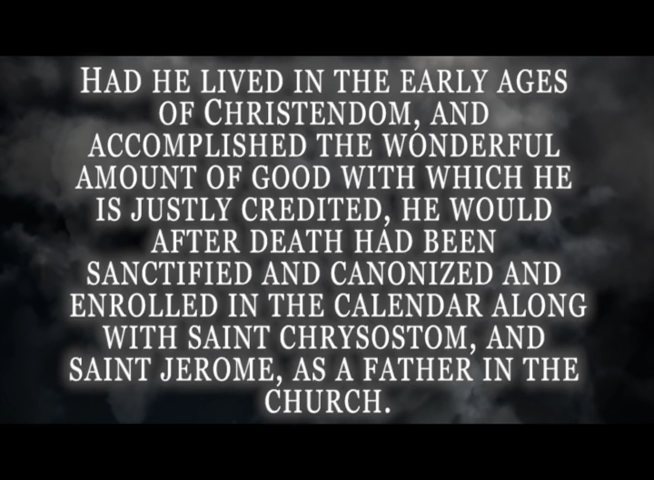 HAD HE LIVED IN THE EARLY AGES
OF CHRISTENDOM, AND
ACCOMPLISHED THE WONDERFUL
AMOUNT OF GOOD WITH WHICH HE
IS JUSTLY CREDITED, HE WOULD
AFTER DEATH HAD BEEN
SANCTIFIED AND CANONIZED AND
ENROLLED IN THE CALENDAR ALONG
WITH SAINT CHRYSOSTOM, AND
SAINT JEROME, AS A FATHER IN THE
CHURCH.